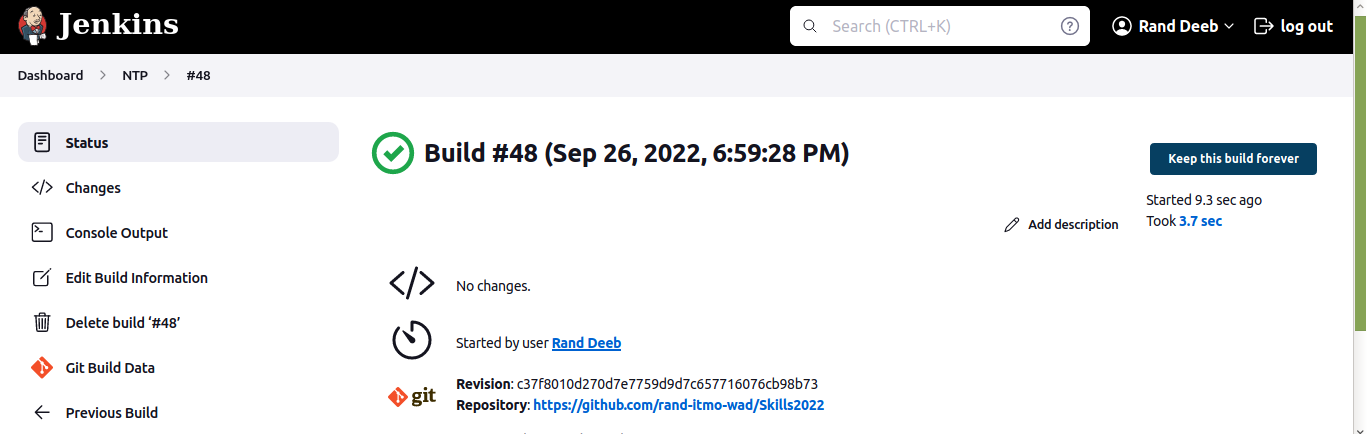 Jenkins
Search (CTRL+K)
Rand Deeb
log out
Dashboard
NTP
#48
Status
Changes
Console Output
Edit Build Information
Delete build ‘#48’
Git Build Data
Previous Build
Build #48 (Sep 26, 2022, 6:59:28 PM)
Keep this build forever
Started 9.3 sec ago
Took 3.7 sec
Add description
No changes.
Started by user Rand Deeb
git
Revision: c37f8010d270d7e7759d9d7c657716076cb98b73
Repository: https://github.com/rand-itmo-wad/Skills2022